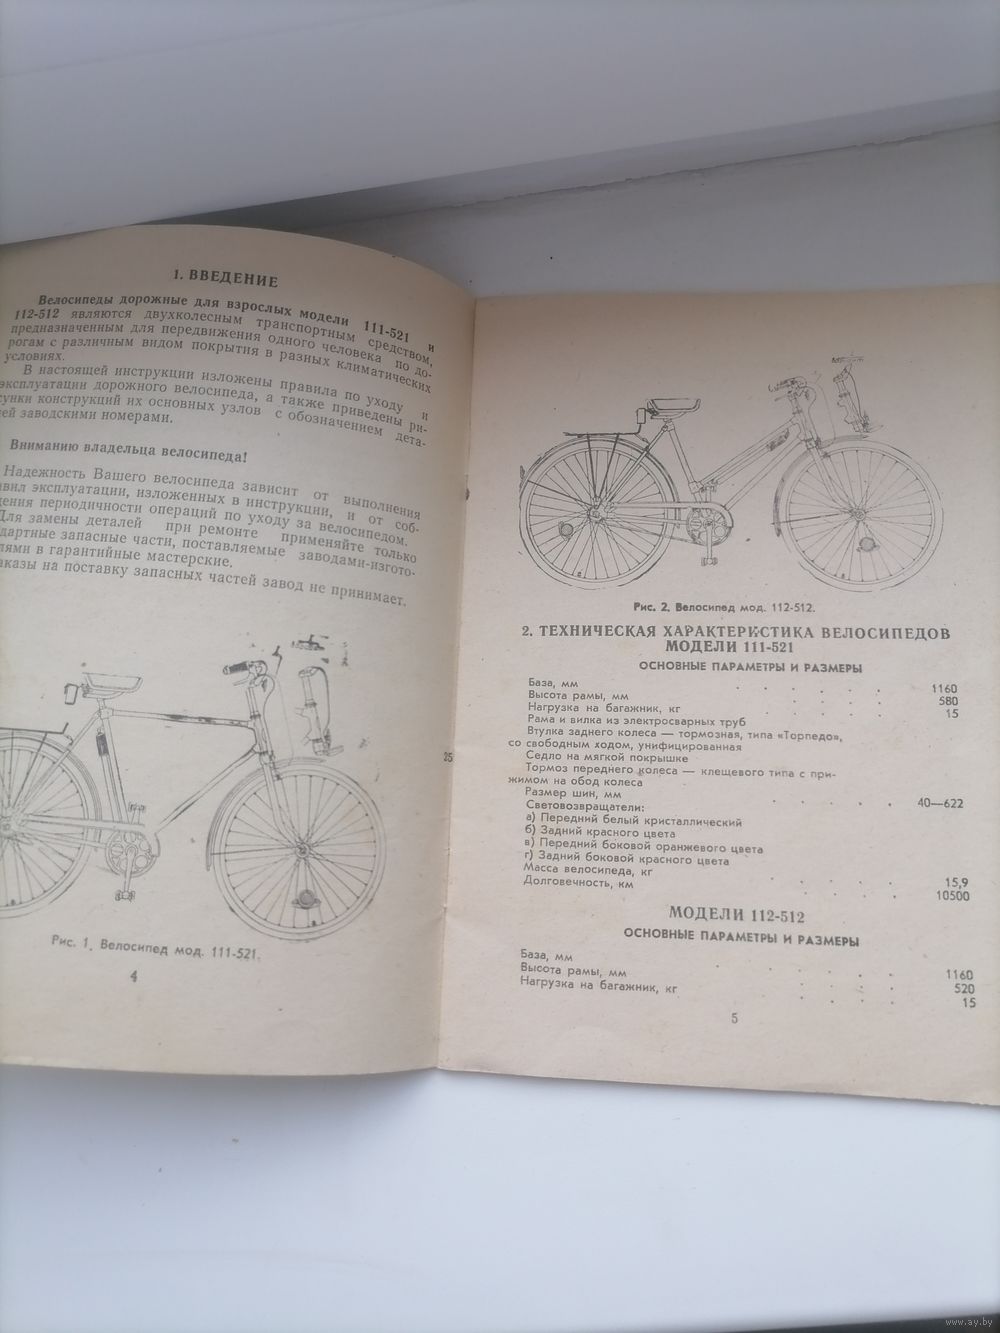 1. ВВЕДЕНИЕ
Велосипеды дорожные для взрослых модели 111-521 и
112-512 являются двухколесным транспортным средством,
предназначенным для передвижения одного человека по до-
рогам с различным видом покрытия в разных климатических
условиях.
В настоящей инструкции изложены правила по уходу и
эксплуатации дорожного велосипеда, а также приведены ри-
сунки конструкций их основных узлов с обозначением дета-
лей заводскими номерами.
Вниманию владельца велосипеда!
Надежность Вашего велосипеда зависит от выполнения
авил эксплуатации, изложенных в инструкции, и от соб-
дения периодичности операций по уходу за велосипедом.
Для замены деталей при ремонте применяйте только
дартные запасные части, поставляемые заводами-изгото-
лями в гарантийные мастерские.
аказы на поставку запасных частей завод не принимает.
Рис. 1. Велосипед мод. 111-521.
4
25
Рис. 2. Велосипед мод. 112-512.
2. ТЕХНИЧЕСКАЯ ХАРАКТЕРИСТИКА ВЕЛОСИПЕДОВ
МОДЕЛИ 111-521
ОСНОВНЫЕ ПАРАМЕТРЫ И РАЗМЕРЫ
База, мм . . . . . . 1160
Высота рамы, мм . . . . . . 580
Нагрузка на багажник, кг . . . . . 15
Рама и вилка из электросварных труб
Втулка заднего колеса — тормозная, типа «Торпедо»,
со свободным ходом, унифицированная
Седло на мягкой покрышке
Тормоз переднего колеса — клещевого типа с при-
жимом на обод колеса
Размер шин, мм . . . . . 40—622
Световозвращатели:
а) Передний белый кристаллический
б) Задний красного цвета
в) Передний боковой оранжевого цвета
г) Задний боковой красного цвета
Масса велосипеда, кг . . . . . 15,9
Долговечность, км . . . . . 10500
МОДЕЛИ 112-512
ОСНОВНЫЕ ПАРАМЕТРЫ И РАЗМЕРЫ
База, мм . . . . . . 1160
Высота рамы, мм . . . . . 520
Нагрузка на багажник, кг . . . . 15
5
www.ay.by